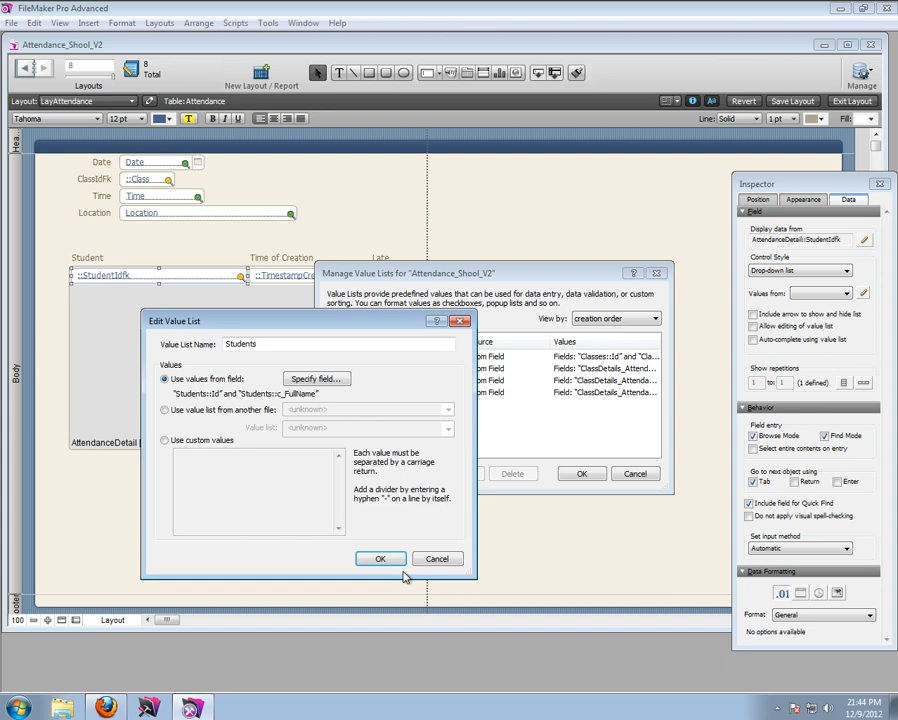 FileMaker Pro Advanced
File Edit View Insert Format Layouts Arrange Scripts Tools Window Help
Attendance_Shool_V2
8
8
Total
Layouts
New Layout / Report
Manage
Layout: LayAttendance Table: Attendance Revert Save Layout Exit Layout
Tahoma 12 pt B I U Line: Solid 1 pt Fill:
Date Date
ClassIdFk ::Class
Time Time
Location Location
Student Time of Creation Late
::StudentIdfk ::TimestampCre
Body
AttendanceDetail
100 Layout
Manage Value Lists for "Attendance_Shool_V2"
Value Lists provide predefined values that can be used for data entry, data validation, or custom
sorting. You can format values as checkboxes, popup lists and so on.
View by: creation order
Values
Fields: "Classes::Id" and "Cla...
Fields: "ClassDetails_Attenda...
Fields: "ClassDetails_Attenda...
Fields: "ClassDetails_Attenda...
Delete OK Cancel
Edit Value List
Value List Name: Students
Values
Use values from field: Specify field...
"Students::Id" and "Students::c_FullName"
Use value list from another file: <unknown>
Value list: <unknown>
Use custom values
Each value must be
separated by a carriage
return.
Add a divider by entering a
hyphen "-" on a line by itself.
OK Cancel
Inspector
Position Appearance Data
Field
Display data from
AttendanceDetail::StudentIdfk
Control Style
Drop-down list
Values from:
Include arrow to show and hide list
Allow editing of value list
Auto-complete using value list
Show repetitions
1 to: 1 (1 defined)
Behavior
Field entry
Browse Mode Find Mode
Select entire contents on entry
Go to next object using
Tab Return Enter
Include field for Quick Find
Do not apply visual spell-checking
Set input method
Automatic
Data Formatting
.01
Format General
No options available
21:44 PM
12/9/2012